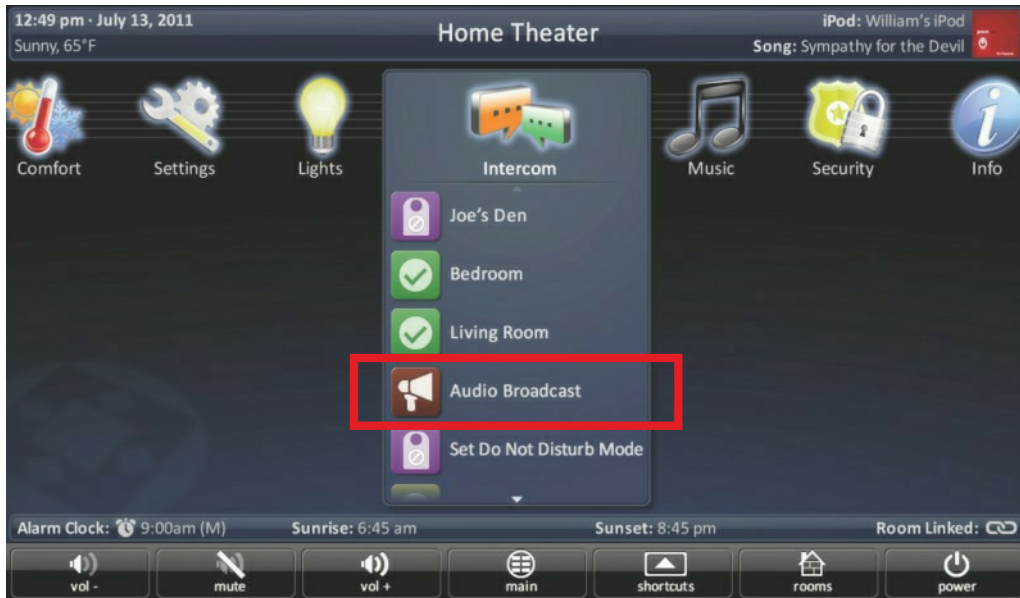 12:49 pm · July 13, 2011
Sunny, 65°F
Home Theater
iPod: William's iPod
Song: Sympathy for the Devil
Comfort
Settings
Lights
Intercom
Music
Security
Info
Joe's Den
Bedroom
Living Room
Audio Broadcast
Set Do Not Disturb Mode
Alarm Clock: 9:00am (M)
Sunrise: 6:45 am
Sunset: 8:45 pm
Room Linked:
vol -
mute
vol +
main
shortcuts
rooms
power